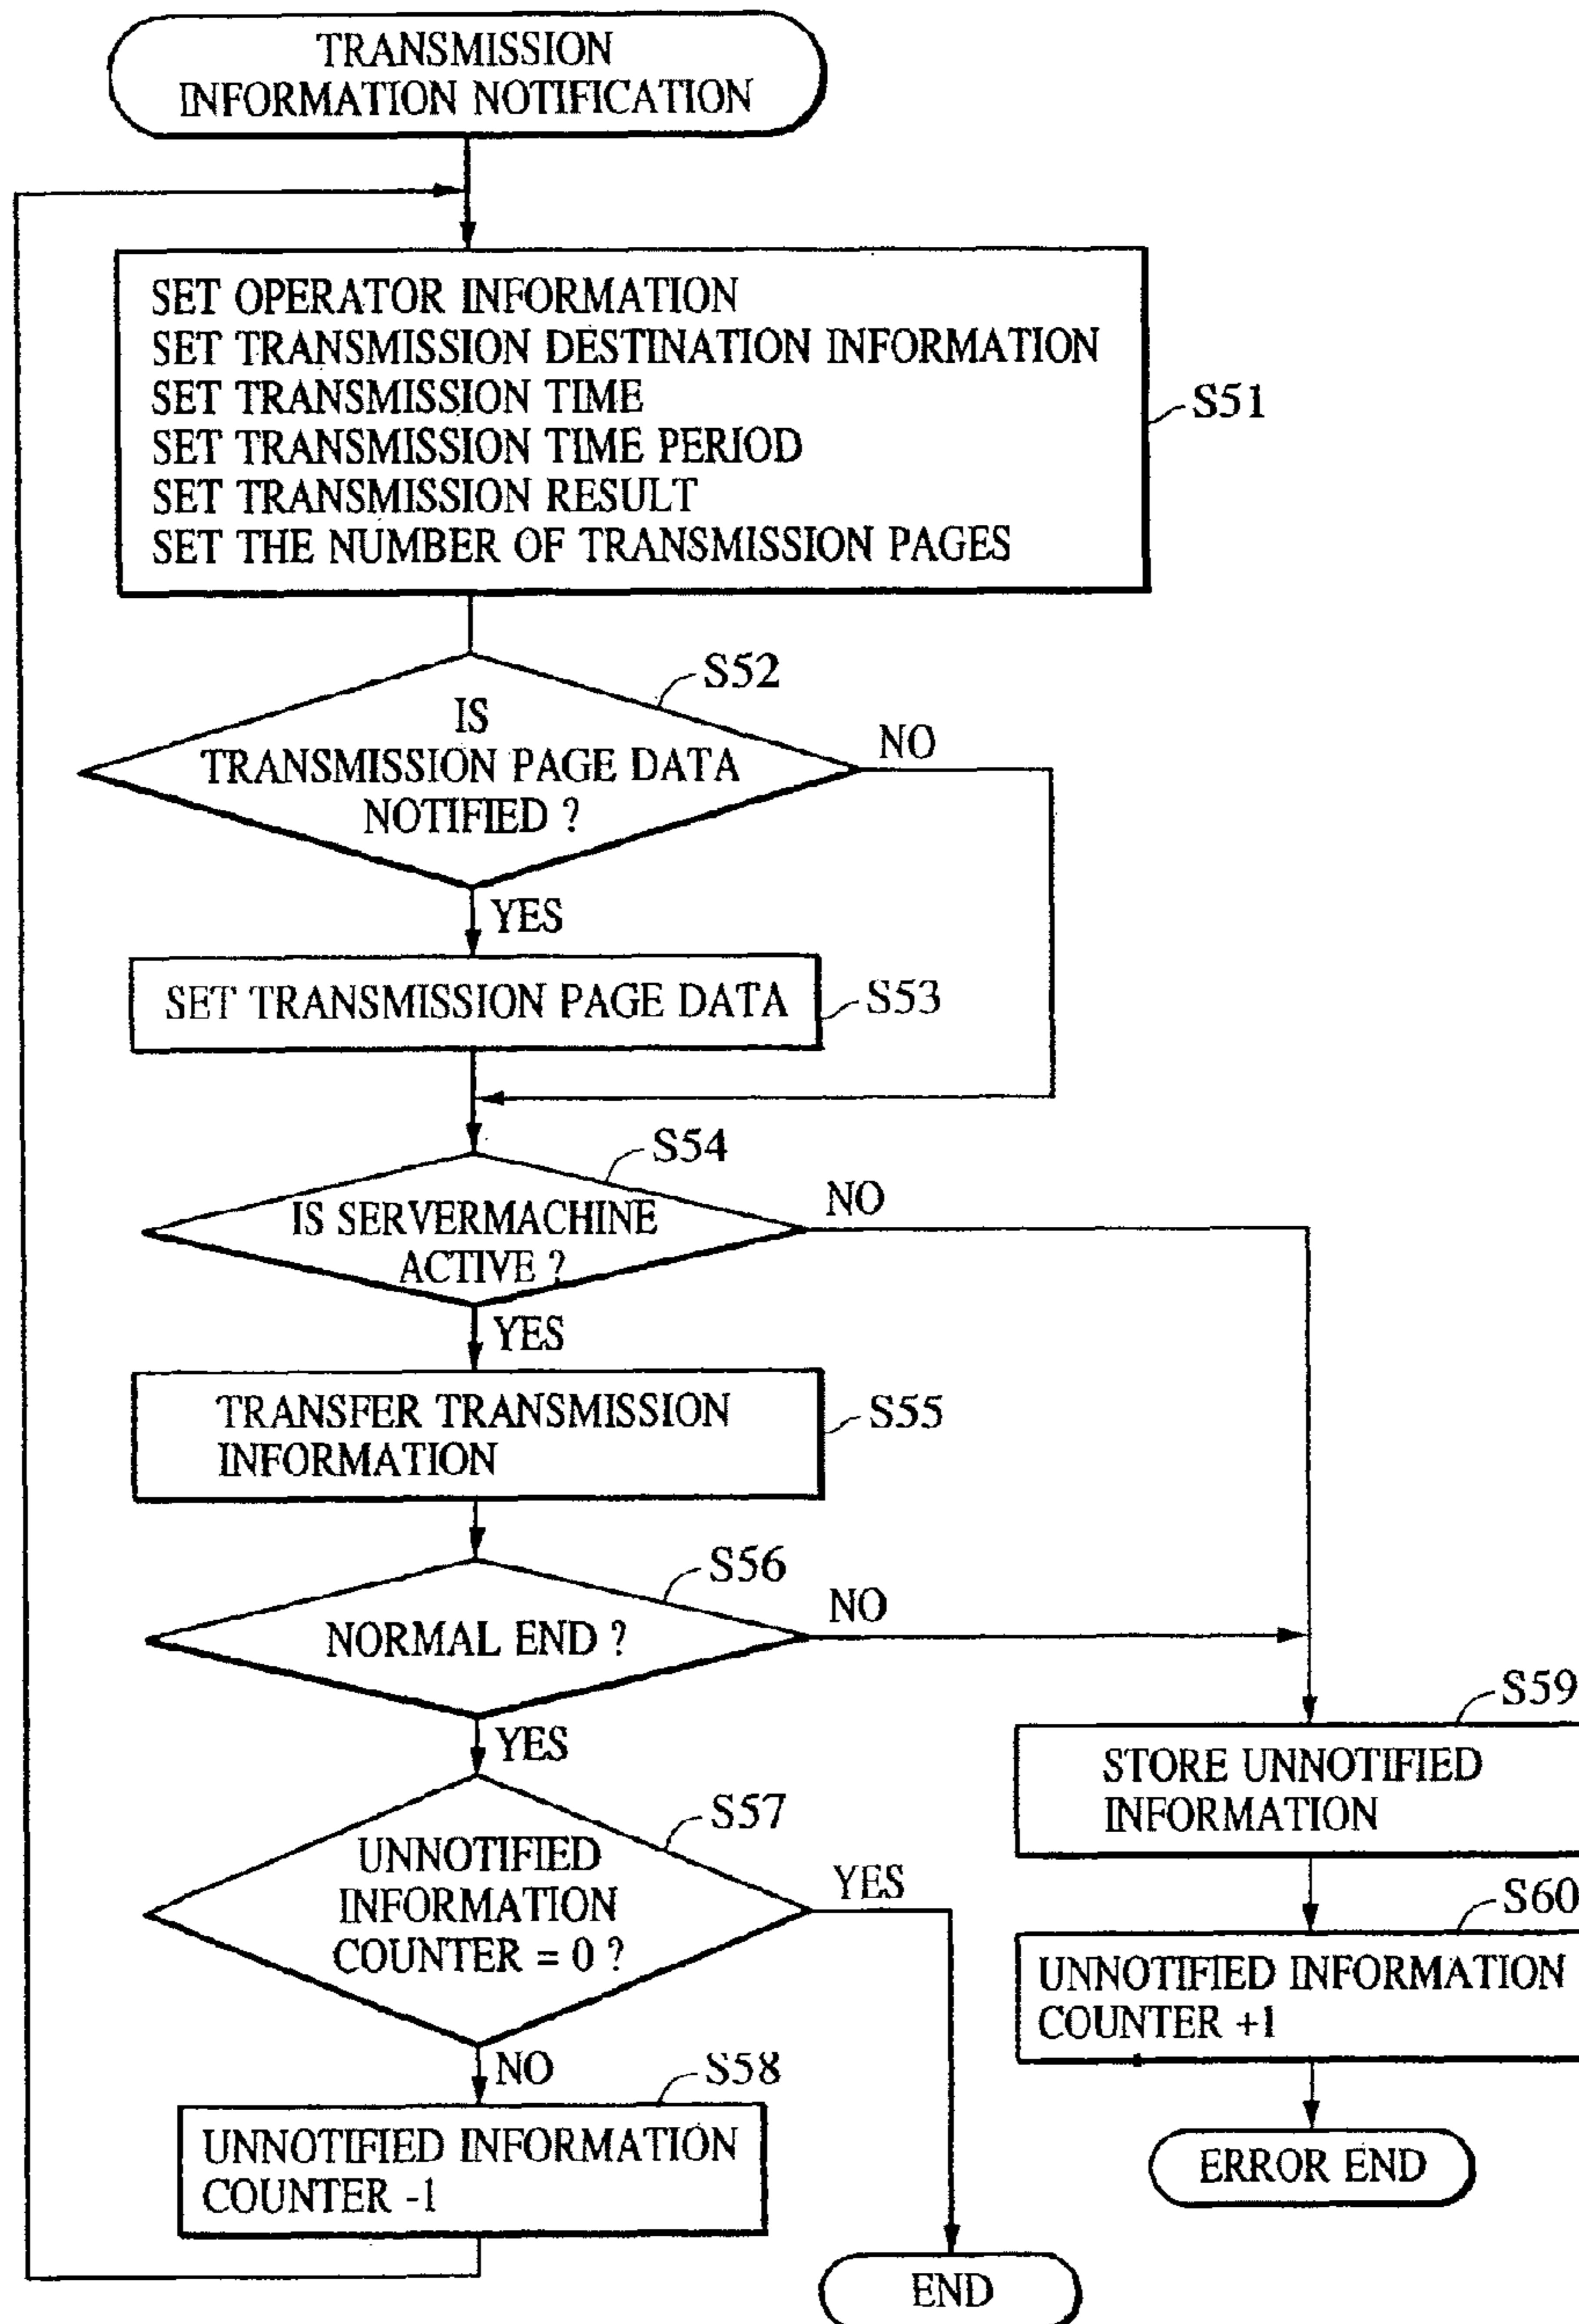 TRANSMISSION
INFORMATION NOTIFICATION
SET OPERATOR INFORMATION
SET TRANSMISSION DESTINATION INFORMATION
SET TRANSMISSION TIME
SET TRANSMISSION TIME PERIOD
SET TRANSMISSION RESULT
SET THE NUMBER OF TRANSMISSION PAGES
S51
S52
IS
TRANSMISSION PAGE DATA
NOTIFIED ?
NO
YES
SET TRANSMISSION PAGE DATA
S53
S54
IS SERVERMACHINE
ACTIVE ?
NO
YES
TRANSFER TRANSMISSION
INFORMATION
S55
S56
NORMAL END ?
NO
YES
S57
UNNOTIFIED
INFORMATION
COUNTER = 0 ?
YES
NO
S58
UNNOTIFIED INFORMATION
COUNTER -1
S59
STORE UNNOTIFIED
INFORMATION
S60
UNNOTIFIED INFORMATION
COUNTER +1
ERROR END
END